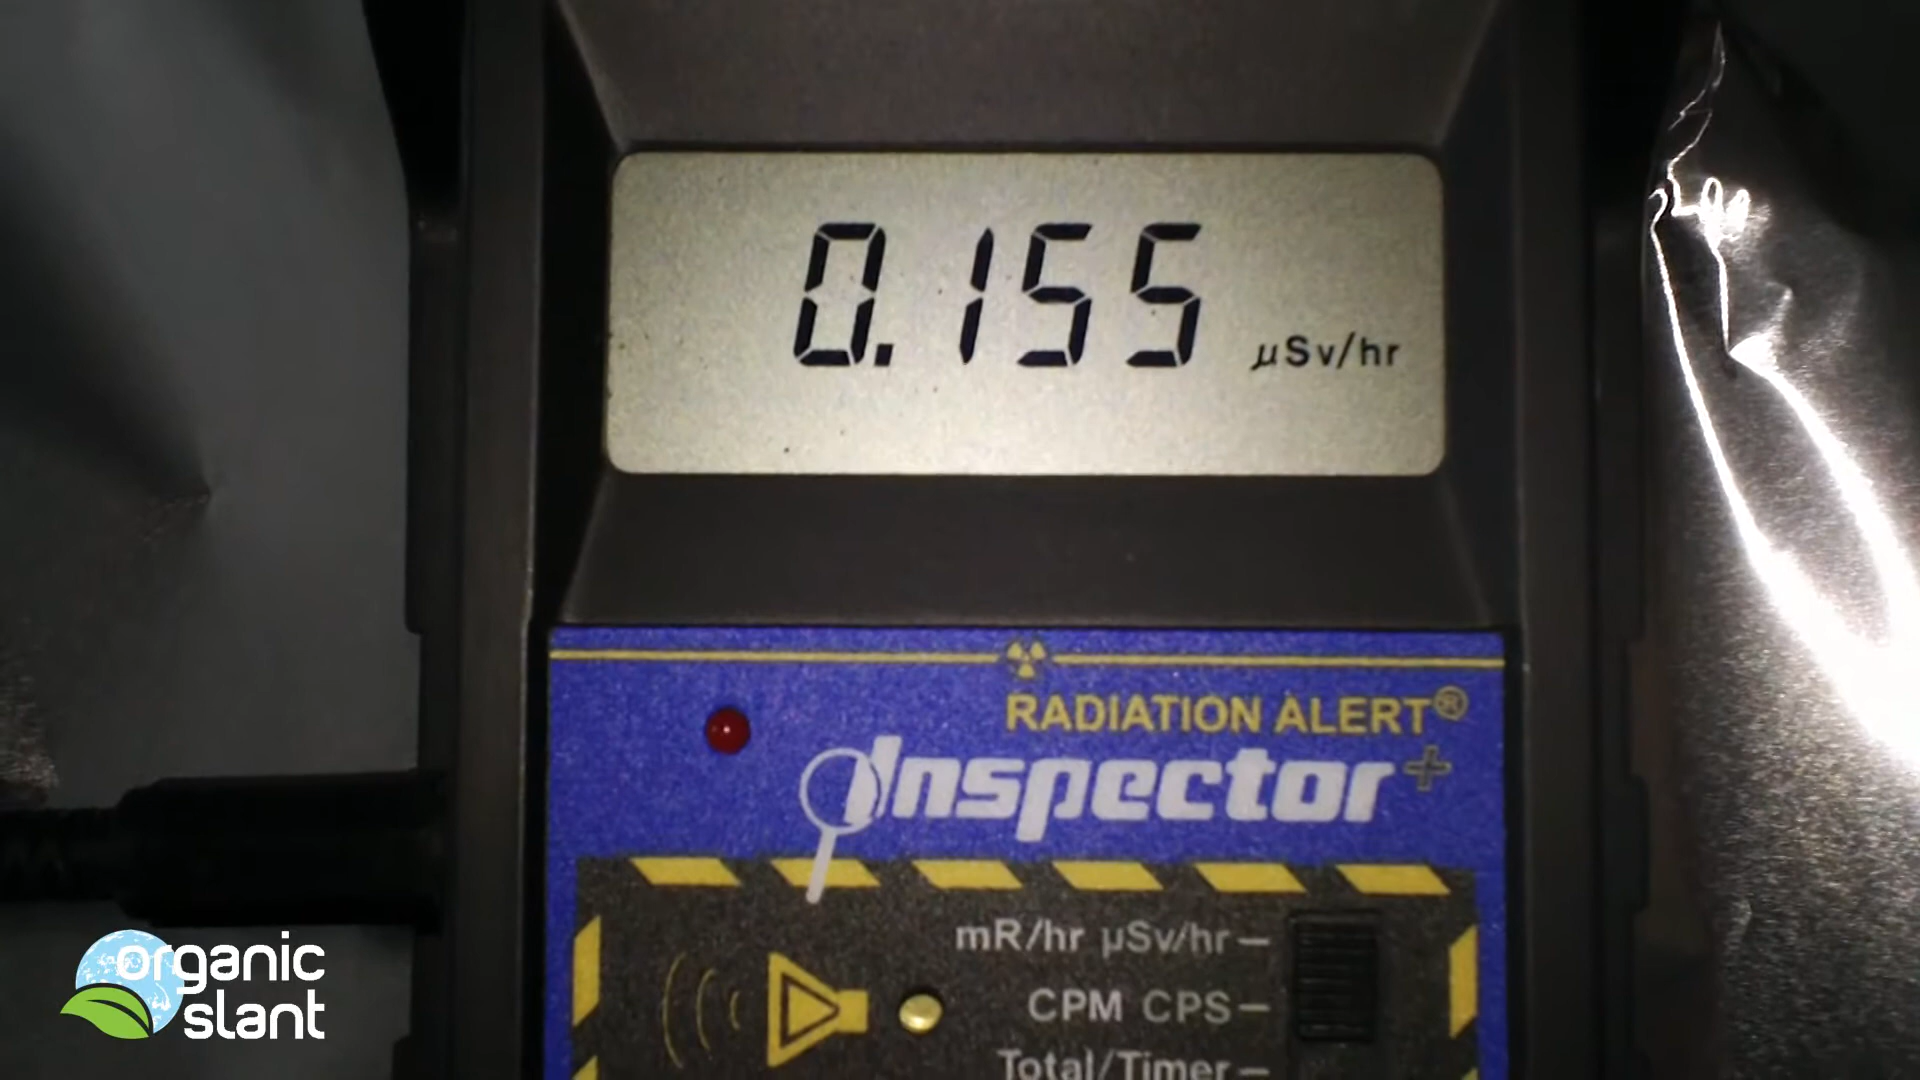 0.155 µSv/hr
RADIATION ALERT®
Inspector+
mR/hr µSv/hr
CPM CPS
Total/Timer
organic
slant